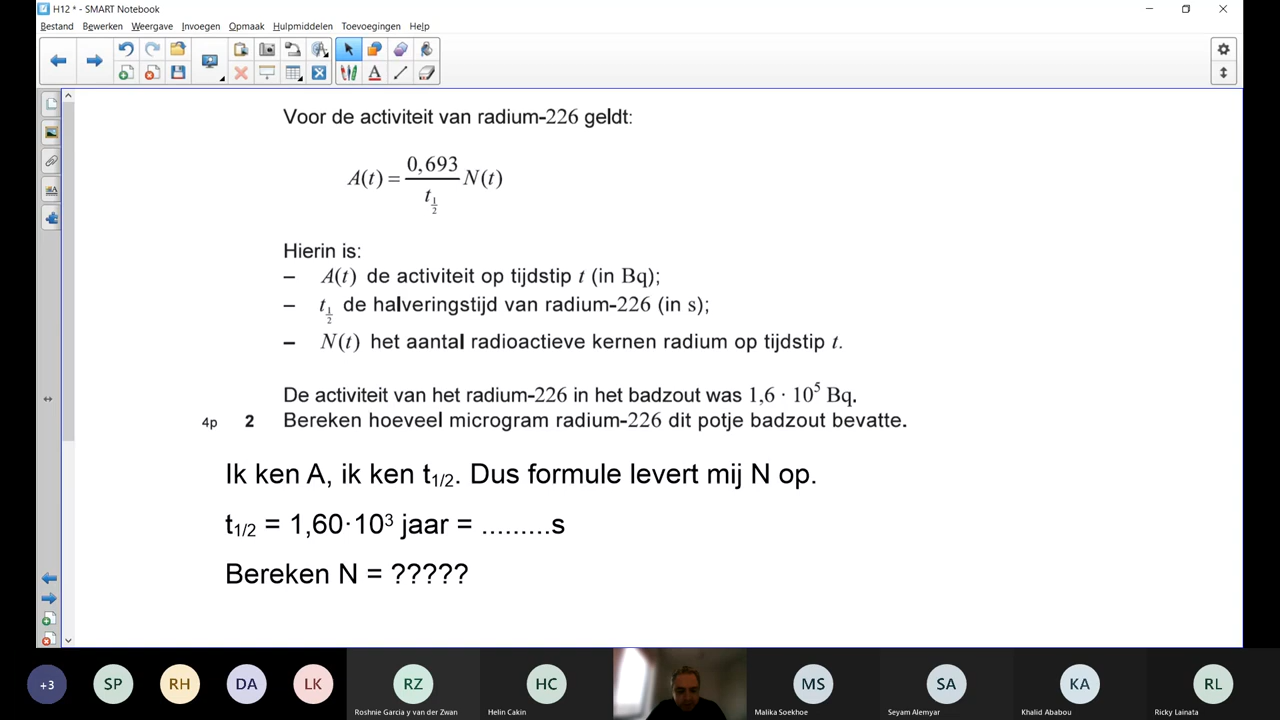 H12 * - SMART Notebook
Bestand Bewerken Weergave Invoegen Opmaak Hulpmiddelen Toevoegingen Help
Voor de activiteit van radium-226 geldt:
A(t) = 0,693 / t½ N(t)
Hierin is:
– A(t) de activiteit op tijdstip t (in Bq);
– t½ de halveringstijd van radium-226 (in s);
– N(t) het aantal radioactieve kernen radium op tijdstip t.
De activiteit van het radium-226 in het badzout was 1,6 · 10⁵ Bq.
4p 2 Bereken hoeveel microgram radium-226 dit potje badzout bevatte.
Ik ken A, ik ken t1/2. Dus formule levert mij N op.
t1/2 = 1,60·10³ jaar = .........s
Bereken N = ?????
+3 SP RH DA LK RZ HC MS SA KA RL
Roshnie Garcia y van der Zwan Helin Cakin Malika Soekhoe Seyam Alemyar Khalid Ababou Ricky Lainata